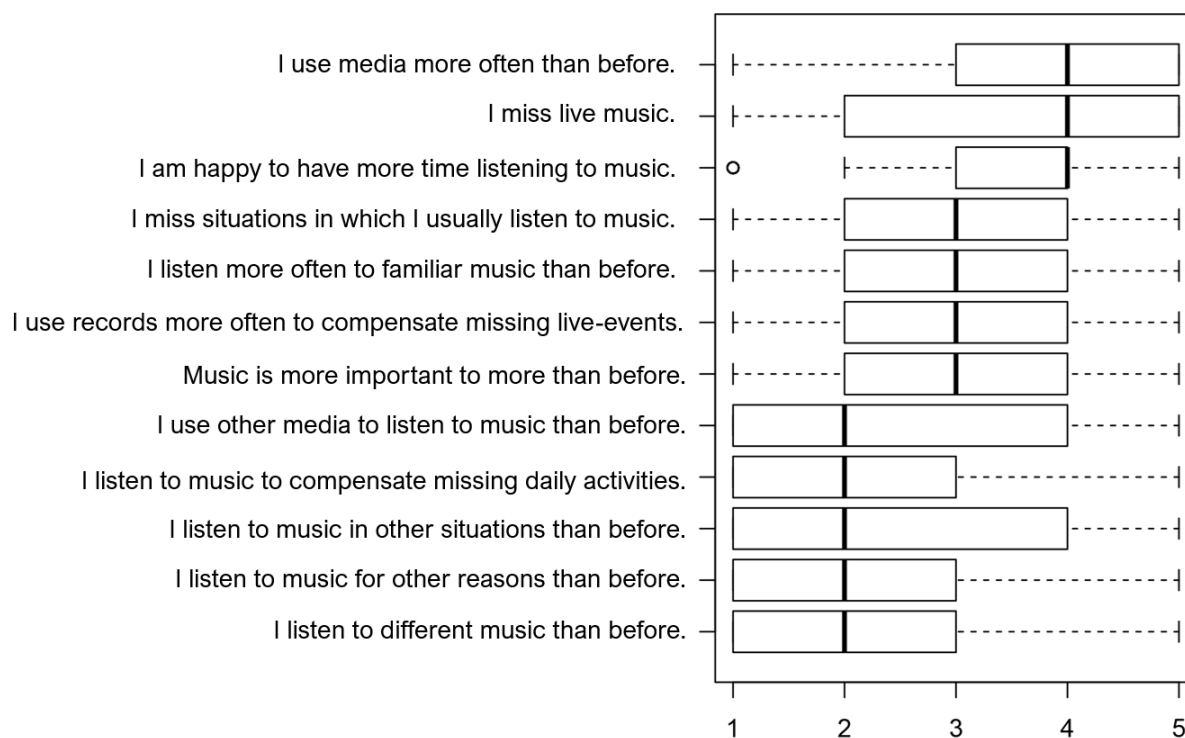 I use media more often than before.
I miss live music.
I am happy to have more time listening to music.
I miss situations in which I usually listen to music.
I listen more often to familiar music than before.
I use records more often to compensate missing live-events.
Music is more important to more than before.
I use other media to listen to music than before.
I listen to music to compensate missing daily activities.
I listen to music in other situations than before.
I listen to music for other reasons than before.
I listen to different music than before.
1 2 3 4 5